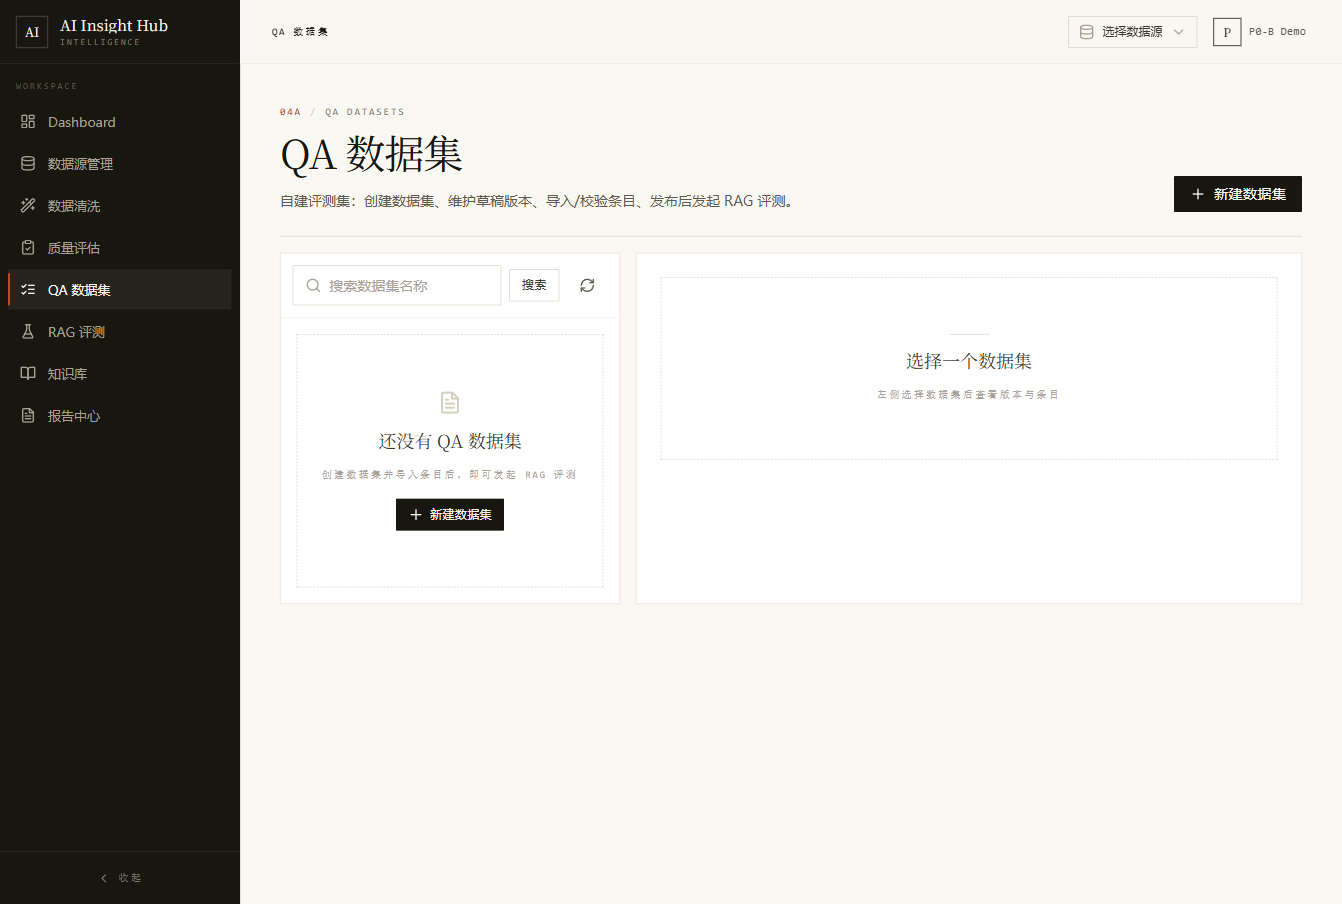 AI
AI Insight Hub
INTELLIGENCE
WORKSPACE
Dashboard
数据源管理
数据清洗
质量评估
QA 数据集
RAG 评测
知识库
报告中心
收起
QA 数据集
选择数据源
P
P0-B Demo
04A / QA DATASETS
QA 数据集
自建评测集：创建数据集、维护草稿版本、导入/校验条目、发布后发起 RAG 评测。
新建数据集
搜索数据集名称
搜索
还没有 QA 数据集
创建数据集并导入条目后，即可发起 RAG 评测
新建数据集
选择一个数据集
左侧选择数据集后查看版本与条目